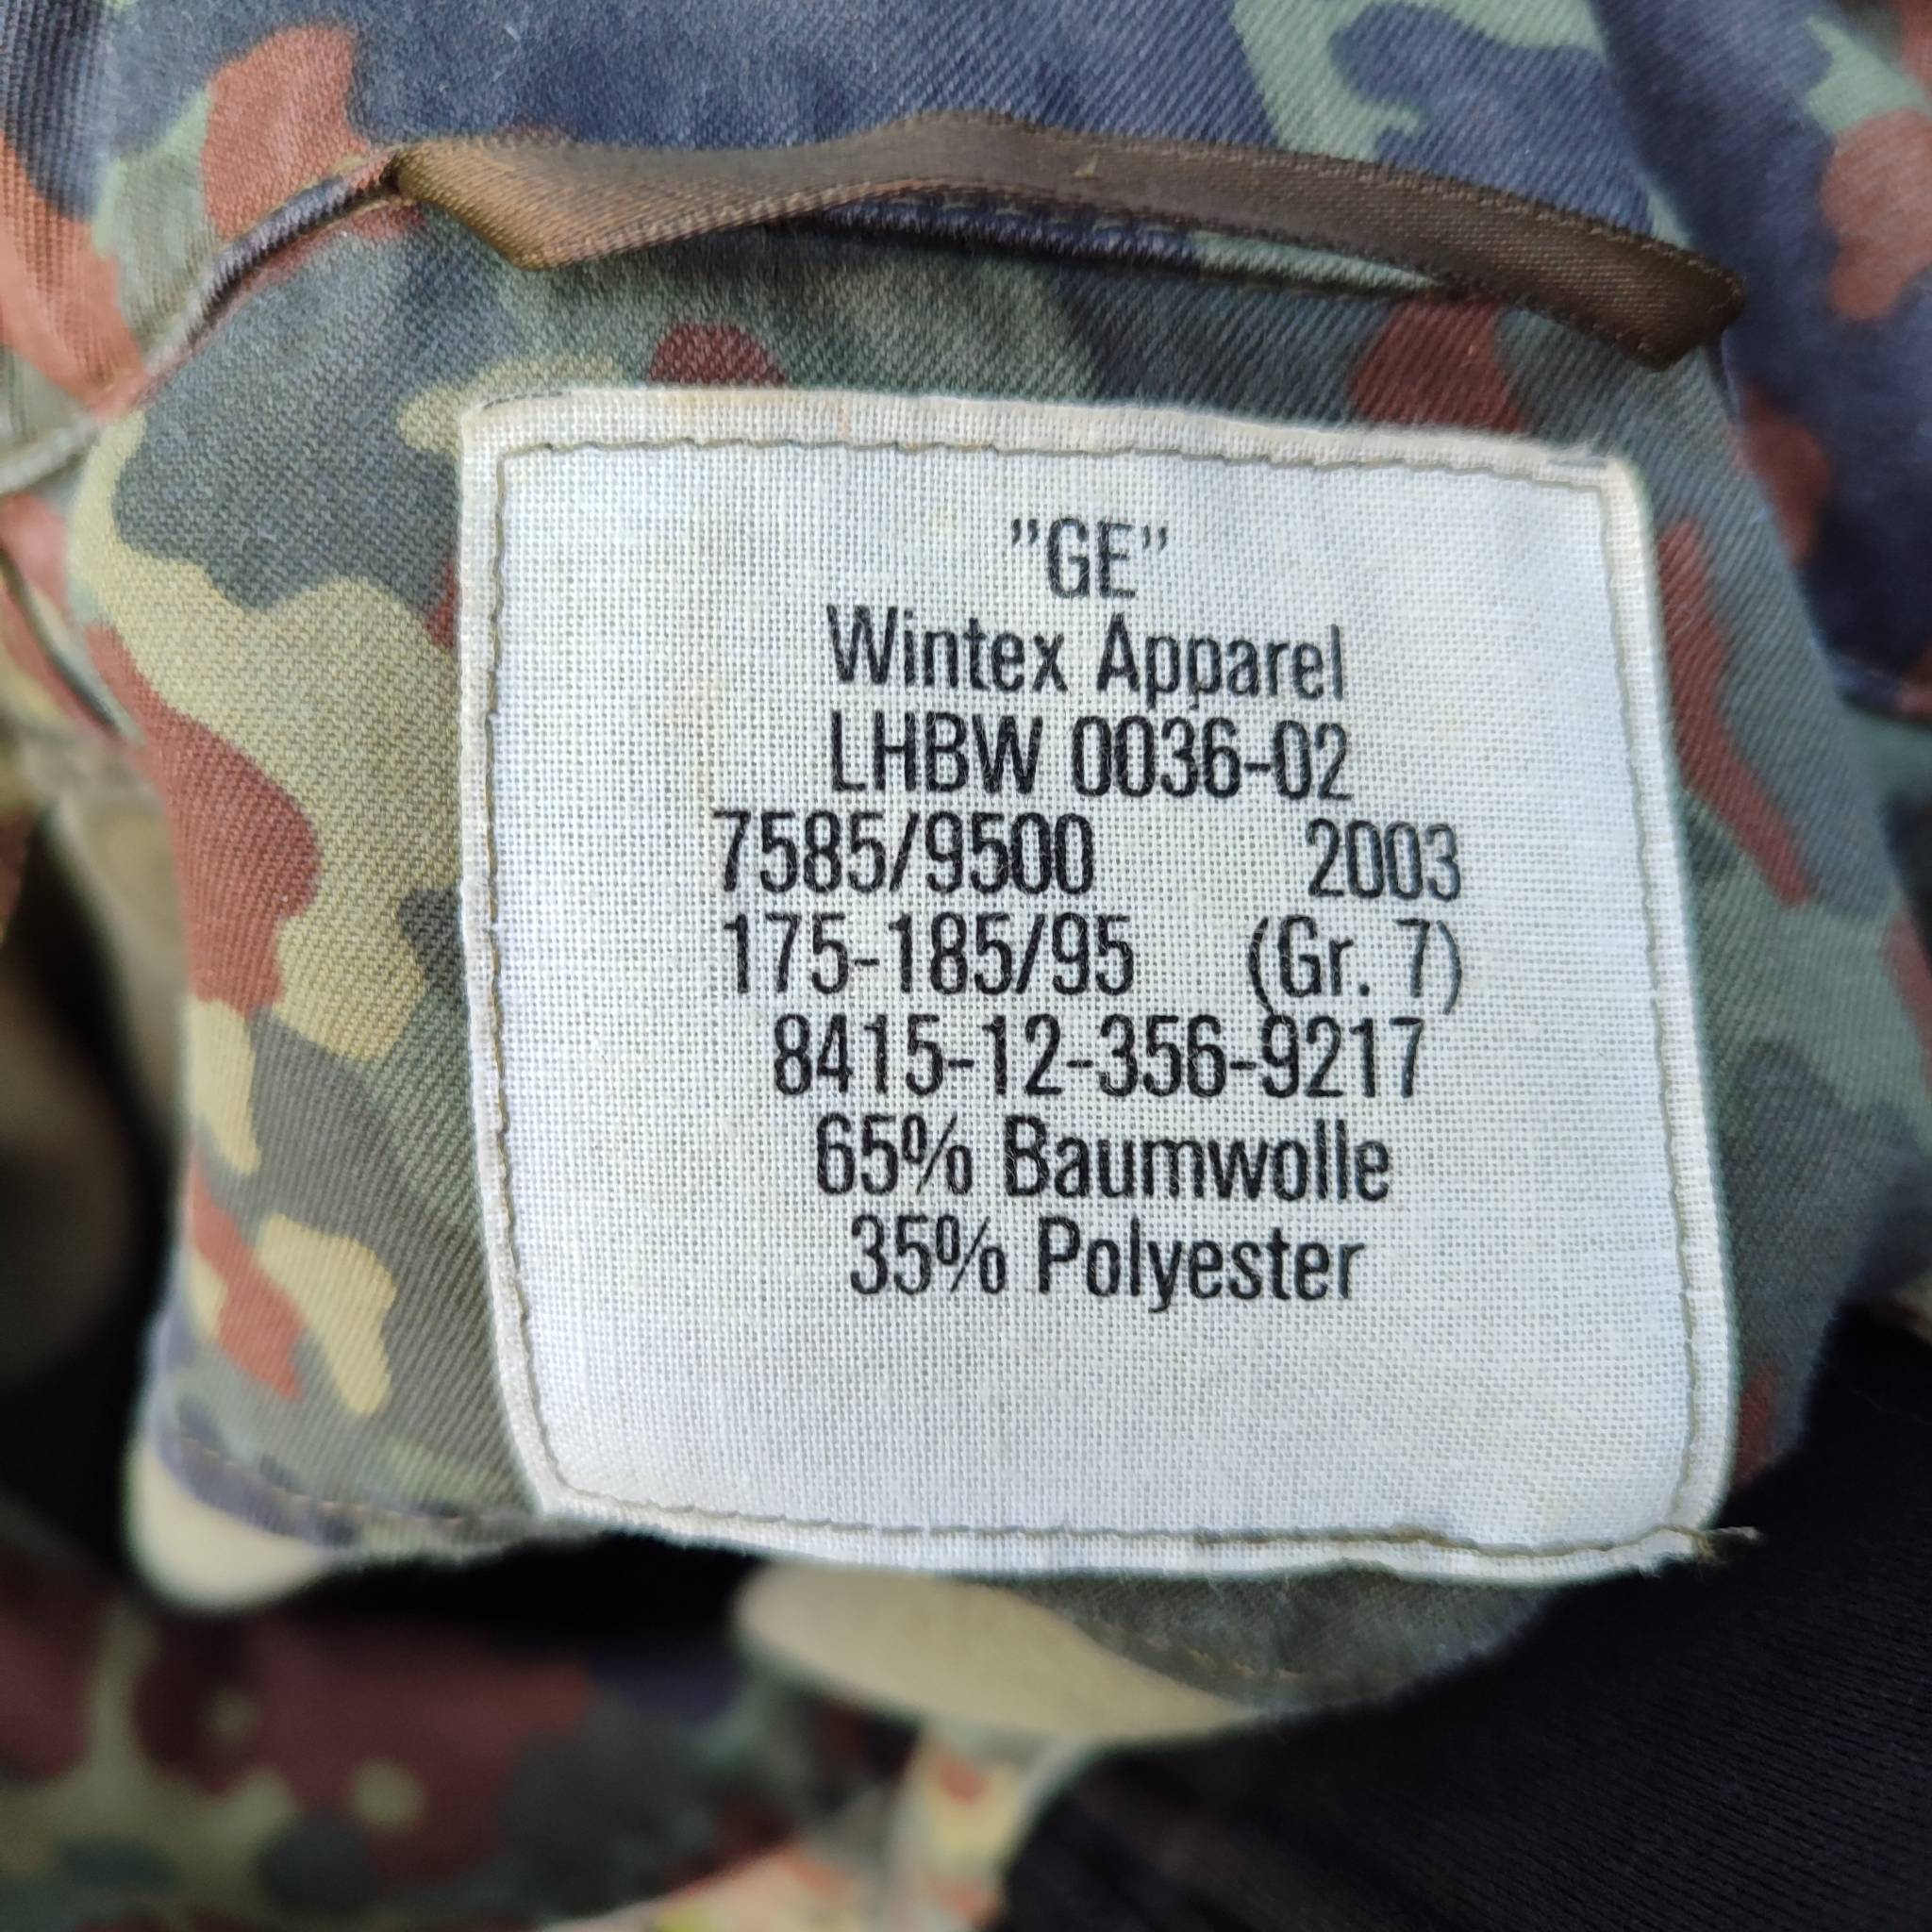 ”GE”
Wintex Apparel
LHBW 0036-02
7585/9500 2003
175-185/95 (Gr. 7)
8415-12-356-9217
65% Baumwolle
35% Polyester